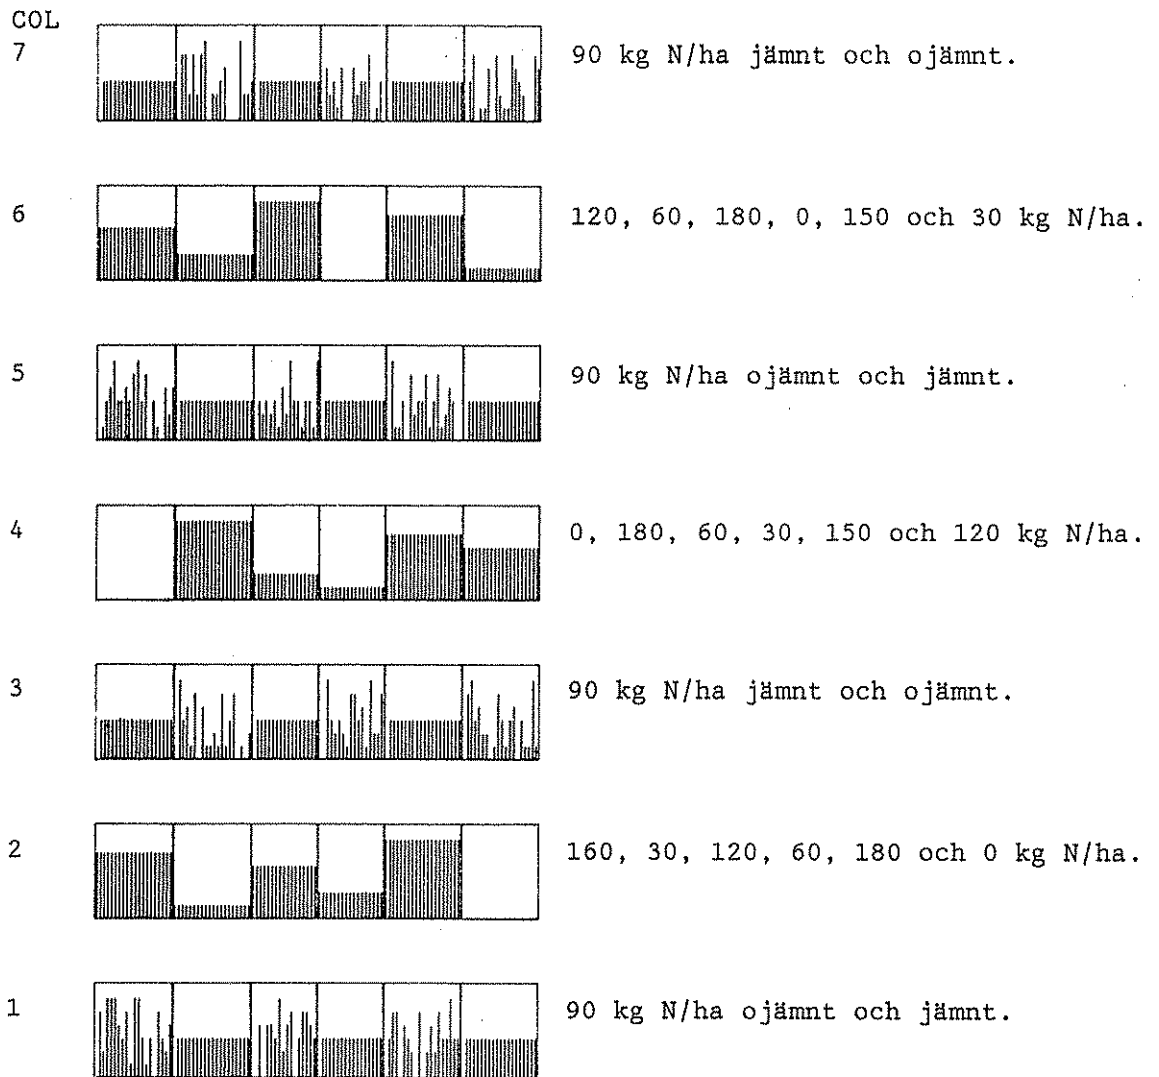 COL
7 90 kg N/ha jämnt och ojämnt.
6 120, 60, 180, 0, 150 och 30 kg N/ha.
5 90 kg N/ha ojämnt och jämnt.
4 0, 180, 60, 30, 150 och 120 kg N/ha.
3 90 kg N/ha jämnt och ojämnt.
2 160, 30, 120, 60, 180 och 0 kg N/ha.
1 90 kg N/ha ojämnt och jämnt.